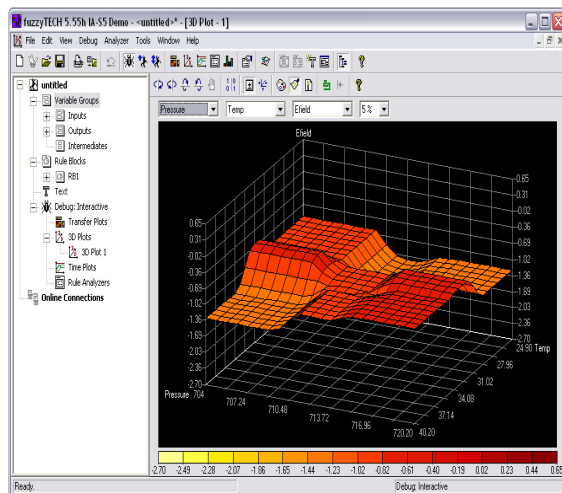 fuzzyTECH 5.55h IA-S5 Demo - <untitled>* - [3D Plot - 1]
File Edit View Debug Analyzer Tools Window Help
untitled
Variable Groups
Inputs
Outputs
Intermediates
Rule Blocks
RB1
Text
Debug: Interactive
Transfer Plots
3D Plots
3D Plot 1
Time Plots
Rule Analyzers
Online Connections
Pressure Temp Efield 5%
Efield
0.65
0.31
-0.02
-0.36
-0.69
-1.02
-1.36
-1.69
-2.03
-2.36
-2.70
0.65
0.31
-0.02
-0.36
-0.69
-1.02
-1.36
-1.69
-2.03
-2.36
-2.70
24.90 Temp
27.96
31.02
34.08
37.14
40.20
Pressure 704
707.24
710.48
713.72
716.96
720.20
-2.70 -2.49 -2.28 -2.07 -1.86 -1.65 -1.44 -1.23 -1.02 -0.82 -0.61 -0.40 -0.19 0.02 0.23 0.44 0.65
Ready. Debug: Interactive